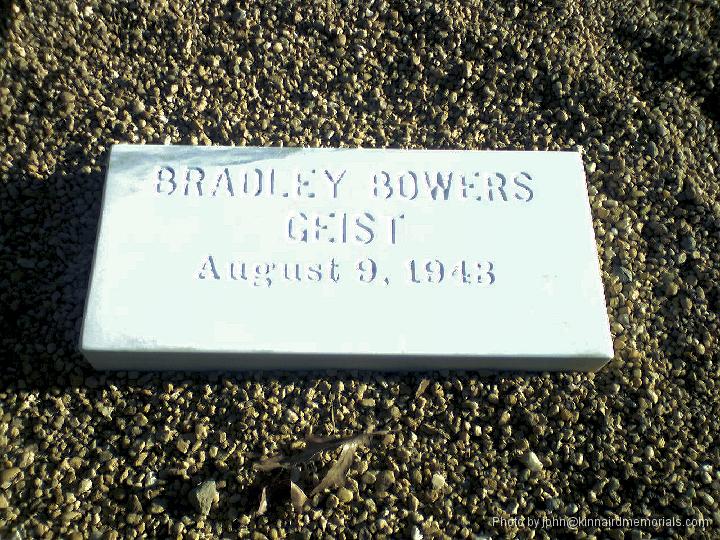 BRADLEY BOWERS
GEIST
August 9, 1943
Photo by john@kinnairdmemorials.com